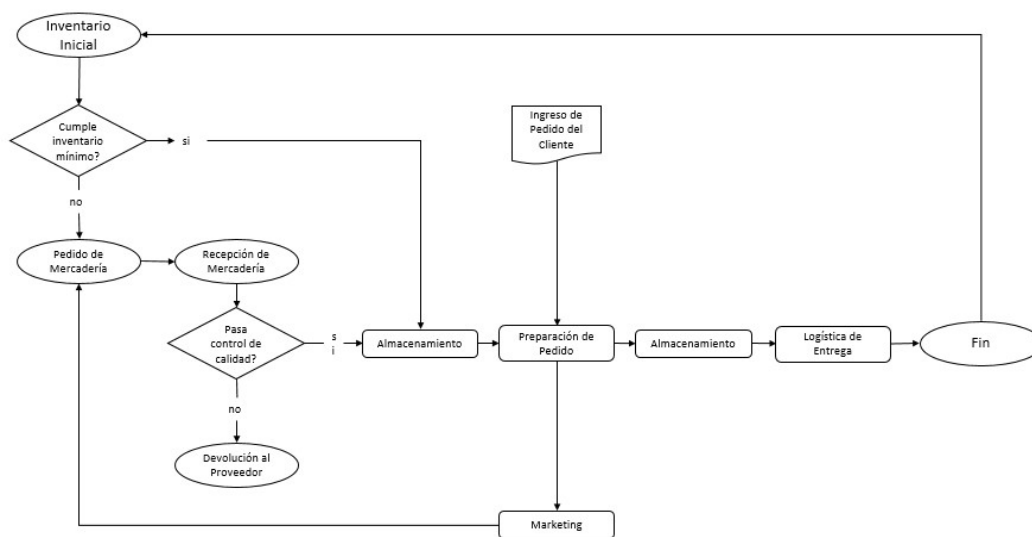 Inventario
Inicial
Cumple
inventario
mínimo?
si
Ingreso de
Pedido del
Cliente
no
Pedido de
Mercadería
Recepción de
Mercadería
Pasa
control de
calidad?
s
i
Almacenamiento
Preparación de
Pedido
Almacenamiento
Logística de
Entrega
Fin
no
Devolución al
Proveedor
Marketing